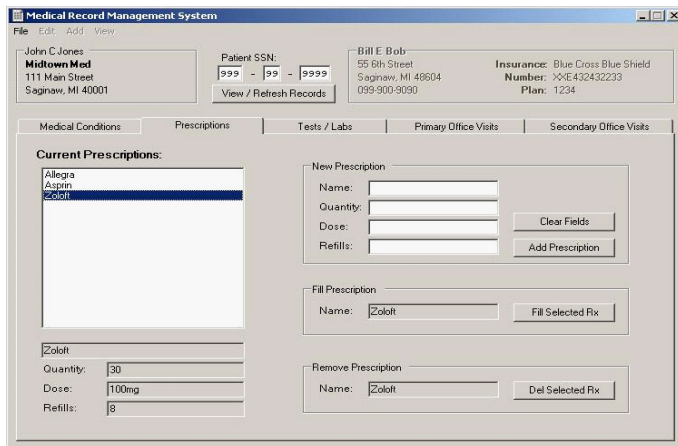 Medical Record Management System
File Edit Add View
John C Jones
Midtown Med
111 Main Street
Saginaw, MI 40001
Patient SSN:
999 - 99 - 9999
View / Refresh Records
Bill E Bob
55 6th Street
Saginaw, MI 48604
099-900-9090
Insurance: Blue Cross Blue Shield
Number: XXE432432233
Plan: 1234
Medical Conditions
Prescriptions
Tests / Labs
Primary Office Visits
Secondary Office Visits
Current Prescriptions:
Allegra
Asprin
Zoloft
Zoloft
Quantity: 30
Dose: 100mg
Refills: 8
New Prescription
Name:
Quantity:
Dose:
Refills:
Clear Fields
Add Prescription
Fill Prescription
Name: Zoloft
Fill Selected Rx
Remove Prescription
Name: Zoloft
Del Selected Rx